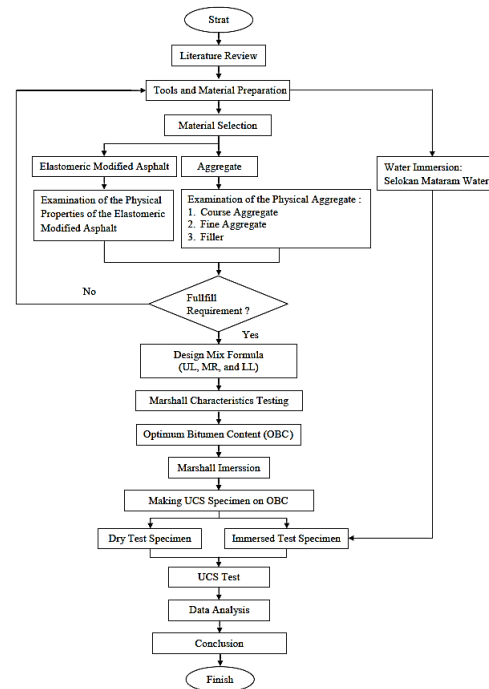 Strat
Literature Review
Tools and Material Preparation
Material Selection
Elastomeric Modified Asphalt
Aggregate
Water Immersion:
Selokan Mataram Water
Examination of the Physical
Properties of the Elastomeric
Modified Asphalt
Examination of the Physical Aggregate :
1. Course Aggregate
2. Fine Aggregate
3. Filler
No
Fullfill
Requirement ?
Yes
Design Mix Formula
(UL, MR, and LL)
Marshall Characteristics Testing
Optimum Bitumen Content (OBC)
Marshall Imerssion
Making UCS Specimen on OBC
Dry Test Specimen
Immersed Test Specimen
UCS Test
Data Analysis
Conclusion
Finish